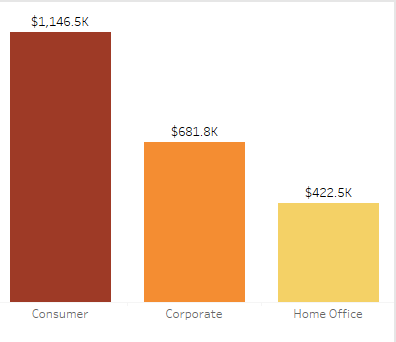 $1,146.5K
$681.8K
$422.5K
Consumer
Corporate
Home Office